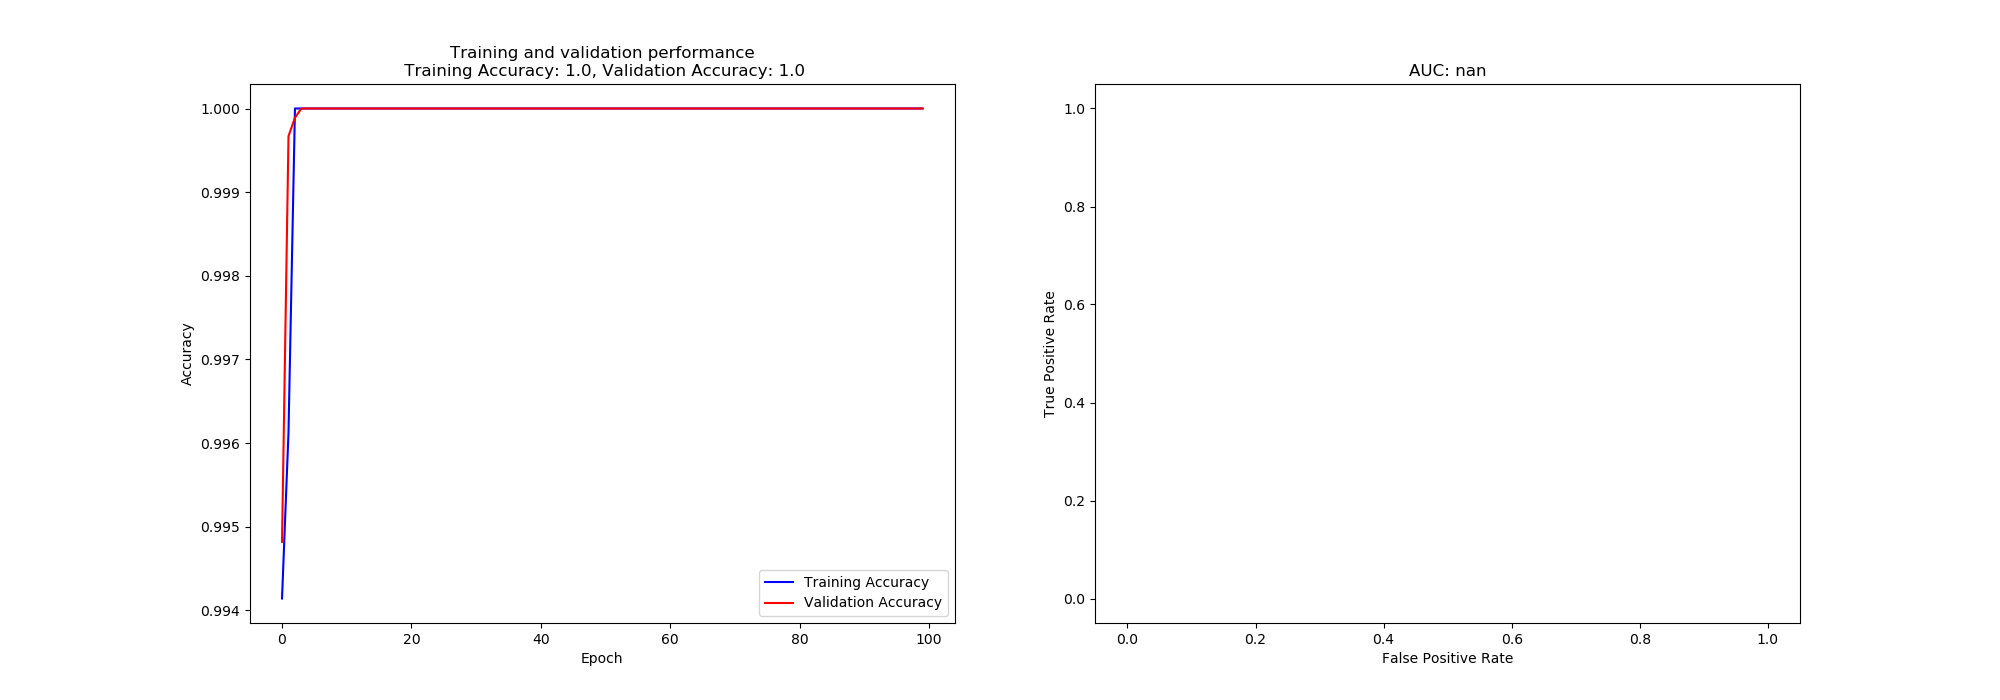 Training and validation performance
Training Accuracy: 1.0, Validation Accuracy: 1.0
1.000
0.999
0.998
0.997
0.996
0.995
0.994
Accuracy
0 20 40 60 80 100
Epoch
Training Accuracy
Validation Accuracy
AUC: nan
1.0
0.8
0.6
0.4
0.2
0.0
True Positive Rate
0.0 0.2 0.4 0.6 0.8 1.0
False Positive Rate